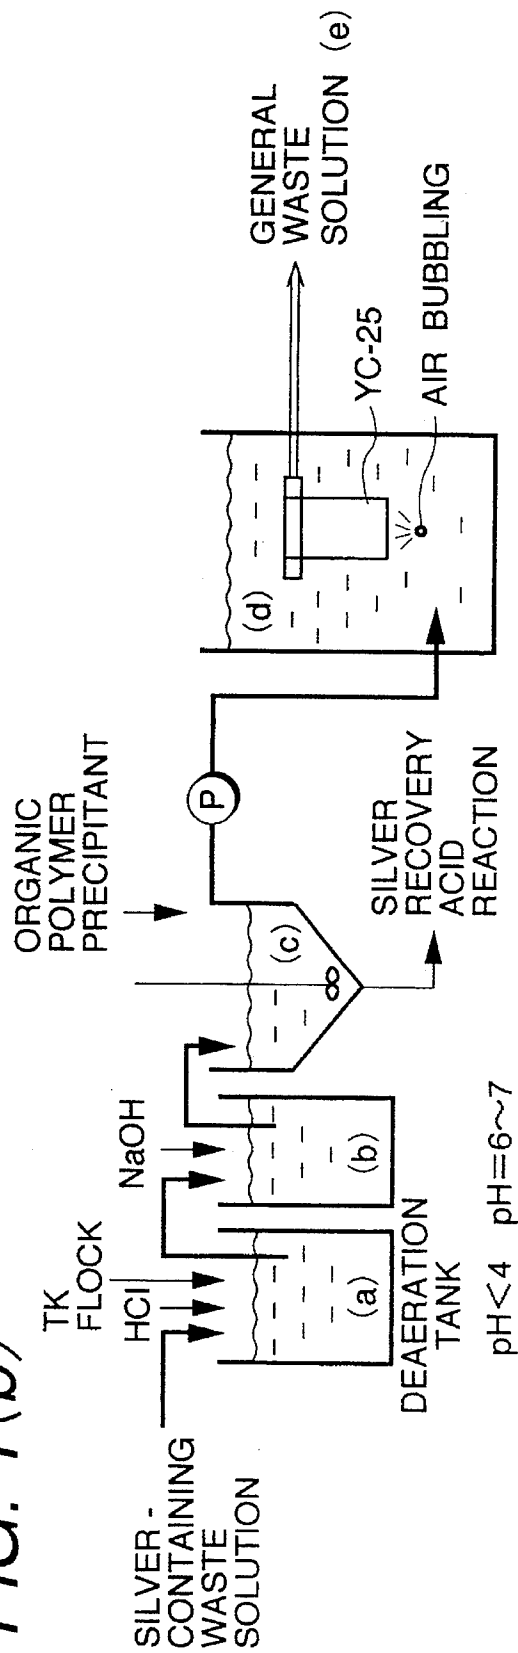 FIG. 1(b)
SILVER -
CONTAINING
WASTE
SOLUTION
TK
FLOCK
HCl
NaOH
ORGANIC
POLYMER
PRECIPITANT
(a)
(b)
(c)
P
(d)
DEAERATION
TANK
pH<4
pH=6~7
SILVER
RECOVERY
ACID
REACTION
GENERAL
WASTE
SOLUTION (e)
YC-25
AIR BUBBLING